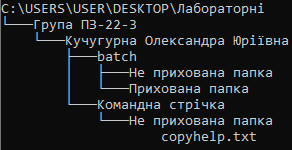 C:\USERS\USER\DESKTOP\Лабораторні
└───Група ПЗ-22-3
    └───Кучугурна Олександра Юріївна
        ├───batch
        │   ├───Не прихована папка
        │   └───Прихована папка
        └───Командна стрічка
            └───Не прихована папка
                    copyhelp.txt